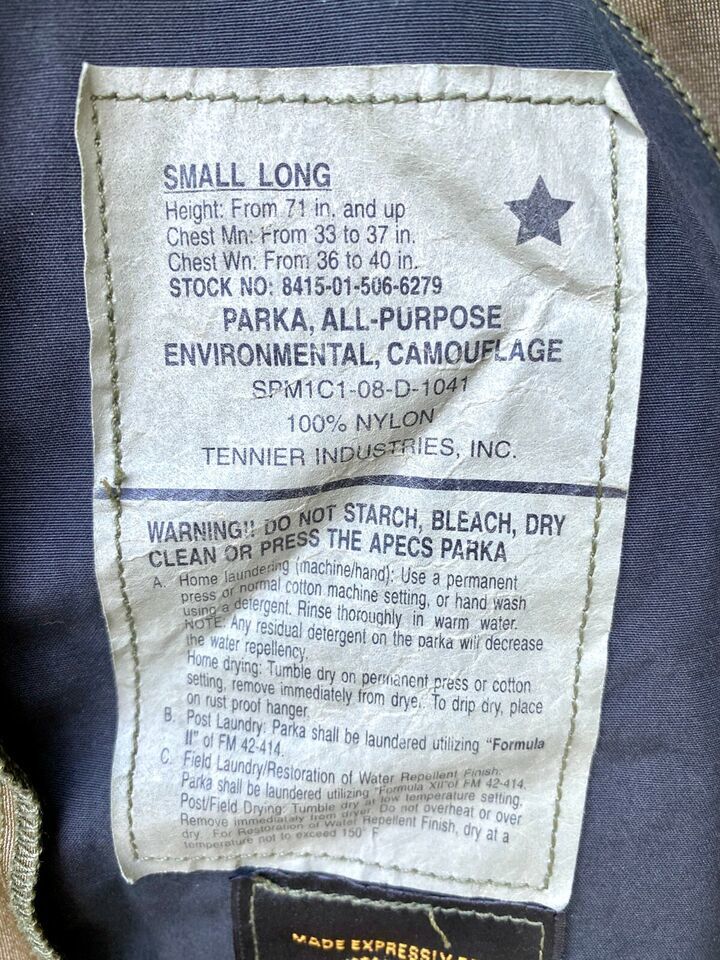 SMALL LONG
Height: From 71 in. and up
Chest Mn: From 33 to 37 in.
Chest Wn: From 36 to 40 in.
STOCK NO: 8415-01-506-6279
PARKA, ALL-PURPOSE
ENVIRONMENTAL, CAMOUFLAGE
SPM1C1-08-D-1041
100% NYLON
TENNIER INDUSTRIES, INC.
WARNING!! DO NOT STARCH, BLEACH, DRY
CLEAN OR PRESS THE APECS PARKA
A. Home laundering (machine/hand): Use a permanent
press or normal cotton machine setting, or hand wash
using a detergent. Rinse thoroughly in warm water.
NOTE: Any residual detergent on the parka will decrease
the water repellency.
Home drying: Tumble dry on permanent press or cotton
setting, remove immediately from dryer. To drip dry, place
on rust proof hanger.
B. Post Laundry: Parka shall be laundered utilizing "Formula
II" of FM 42-414.
C. Field Laundry/Restoration of Water Repellent Finish:
Parka shall be laundered utilizing "Formula XII"of FM 42-414.
Post/Field Drying: Tumble dry at low temperature setting,
Remove immediately from dryer. Do not overheat or over
dry. For Restoration of Water Repellent Finish, dry at a
temperature not to exceed 150° F
MADE EXPRESSLY